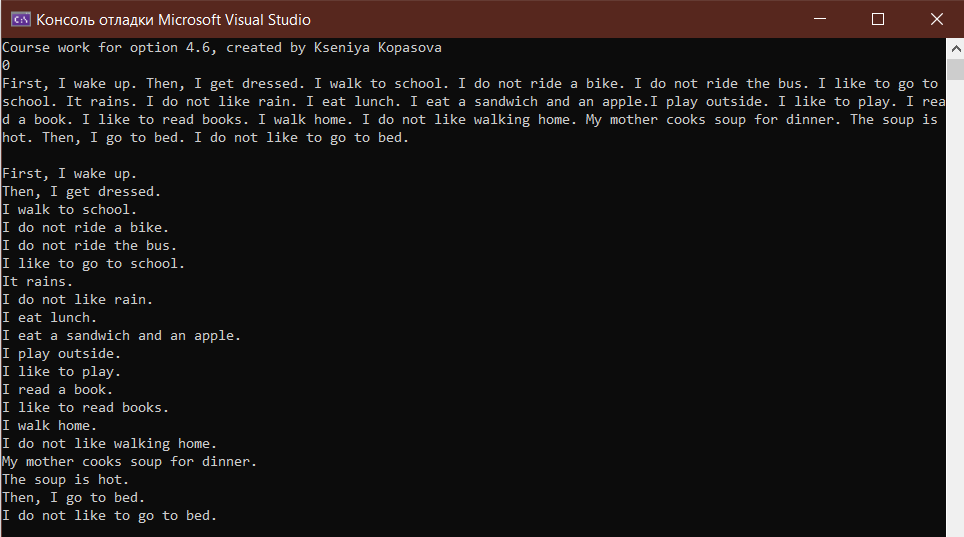 Консоль отладки Microsoft Visual Studio
Course work for option 4.6, created by Kseniya Kopasova
0
First, I wake up. Then, I get dressed. I walk to school. I do not ride a bike. I do not ride the bus. I like to go to
school. It rains. I do not like rain. I eat lunch. I eat a sandwich and an apple.I play outside. I like to play. I rea
d a book. I like to read books. I walk home. I do not like walking home. My mother cooks soup for dinner. The soup is
hot. Then, I go to bed. I do not like to go to bed.
First, I wake up.
Then, I get dressed.
I walk to school.
I do not ride a bike.
I do not ride the bus.
I like to go to school.
It rains.
I do not like rain.
I eat lunch.
I eat a sandwich and an apple.
I play outside.
I like to play.
I read a book.
I like to read books.
I walk home.
I do not like walking home.
My mother cooks soup for dinner.
The soup is hot.
Then, I go to bed.
I do not like to go to bed.